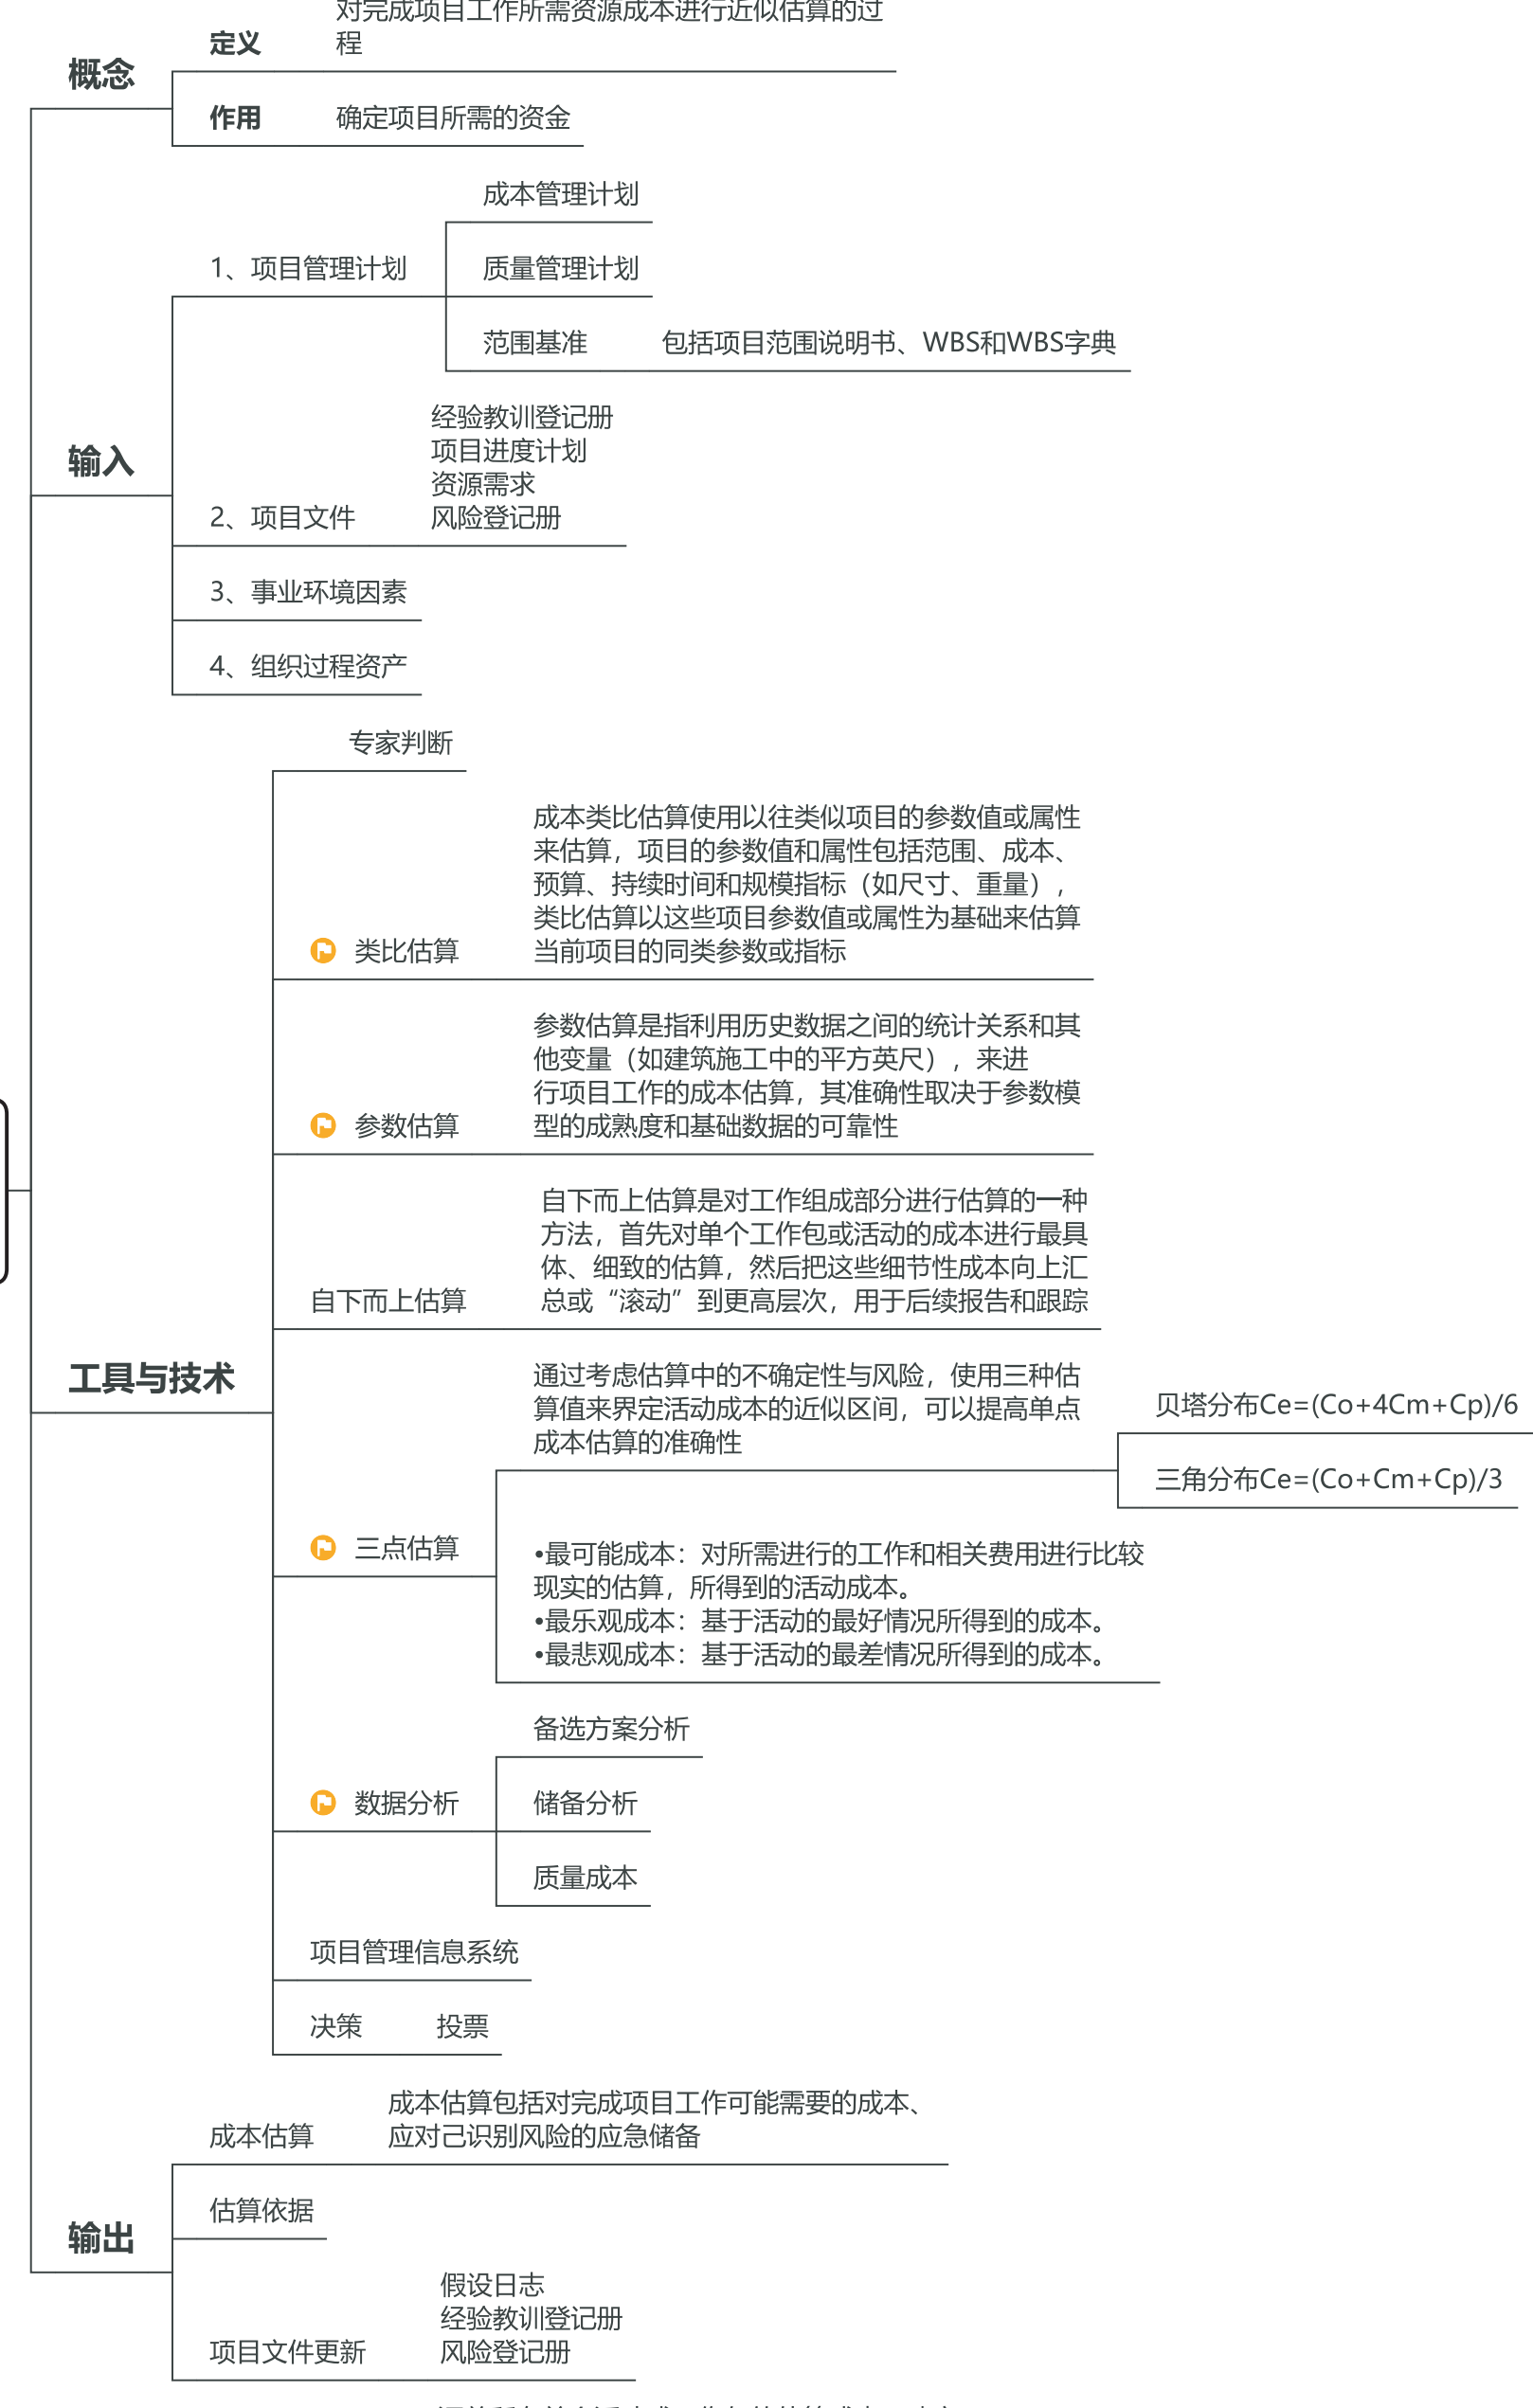 概念
定义
对完成项目工作所需资源成本进行近似估算的过
程
作用
确定项目所需的资金
输入
1、项目管理计划
成本管理计划
质量管理计划
范围基准
包括项目范围说明书、WBS和WBS字典
2、项目文件
经验教训登记册
项目进度计划
资源需求
风险登记册
3、事业环境因素
4、组织过程资产
工具与技术
专家判断
类比估算
成本类比估算使用以往类似项目的参数值或属性
来估算，项目的参数值和属性包括范围、成本、
预算、持续时间和规模指标（如尺寸、重量），
类比估算以这些项目参数值或属性为基础来估算
当前项目的同类参数或指标
参数估算
参数估算是指利用历史数据之间的统计关系和其
他变量（如建筑施工中的平方英尺），来进
行项目工作的成本估算，其准确性取决于参数模
型的成熟度和基础数据的可靠性
自下而上估算
自下而上估算是对工作组成部分进行估算的一种
方法，首先对单个工作包或活动的成本进行最具
体、细致的估算，然后把这些细节性成本向上汇
总或“滚动”到更高层次，用于后续报告和跟踪
三点估算
通过考虑估算中的不确定性与风险，使用三种估
算值来界定活动成本的近似区间，可以提高单点
成本估算的准确性
贝塔分布Ce=(Co+4Cm+Cp)/6
三角分布Ce=(Co+Cm+Cp)/3
•最可能成本：对所需进行的工作和相关费用进行比较
现实的估算，所得到的活动成本。
•最乐观成本：基于活动的最好情况所得到的成本。
•最悲观成本：基于活动的最差情况所得到的成本。
数据分析
备选方案分析
储备分析
质量成本
项目管理信息系统
决策
投票
输出
成本估算
成本估算包括对完成项目工作可能需要的成本、
应对己识别风险的应急储备
估算依据
项目文件更新
假设日志
经验教训登记册
风险登记册